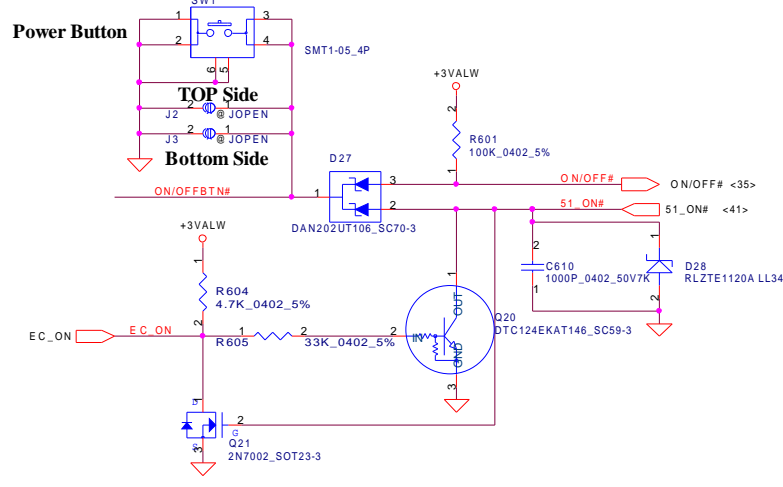 SW1
1
3
2
4
6
5
Power Button
SMT1-05_4P
TOP Side
2
1
J2
@ JOPEN
2
1
J3
@ JOPEN
Bottom Side
+3VALW
2
R601
100K_0402_5%
1
D27
ON/OFFBTN#
1
3
2
ON/OFF#
ON/OFF# <35>
51_ON#
51_ON# <41>
DAN202UT106_SC70-3
+3VALW
1
R604
4.7K_0402_5%
2
2
C610
1000P_0402_50V7K
1
1
D28
RLZTE1120A LL34
2
EC_ON
EC_ON
1
2
R605
33K_0402_5%
2
1
OUT
IN
GND
3
Q20
DTC124EKAT146_SC59-3
1
D
2
G
S
3
Q21
2N7002_SOT23-3